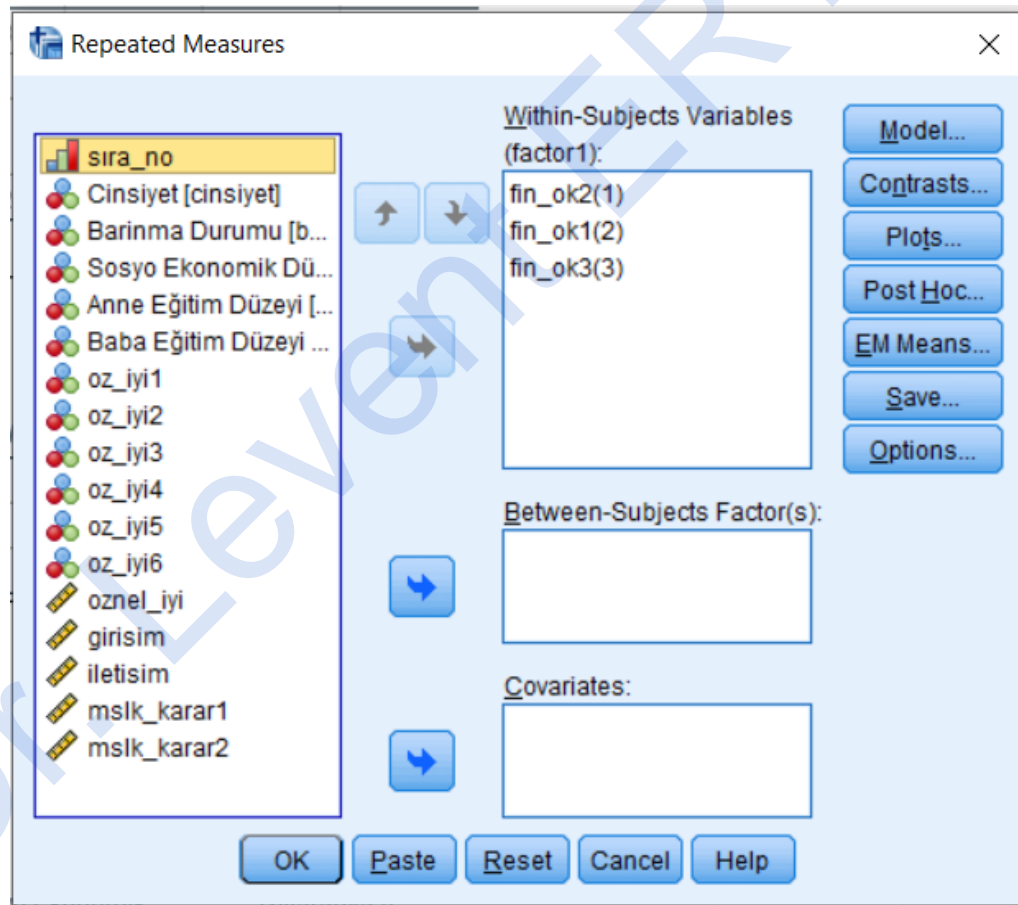 Repeated Measures
sıra_no
Cinsiyet [cinsiyet]
Barinma Durumu [b...
Sosyo Ekonomik Dü...
Anne Eğitim Düzeyi [...
Baba Eğitim Düzeyi ...
oz_iyi1
oz_iyi2
oz_iyi3
oz_iyi4
oz_iyi5
oz_iyi6
oznel_iyi
girisim
iletisim
mslk_karar1
mslk_karar2
Within-Subjects Variables
(factor1):
fin_ok2(1)
fin_ok1(2)
fin_ok3(3)
Between-Subjects Factor(s):
Covariates:
Model...
Contrasts...
Plots...
Post Hoc...
EM Means...
Save...
Options...
OK Paste Reset Cancel Help
r. Levent ER